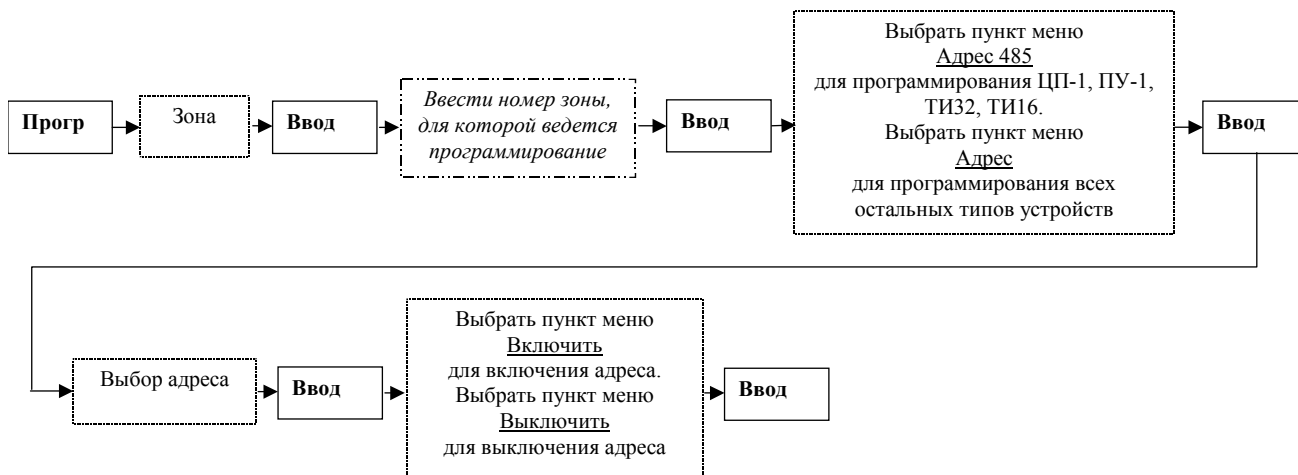 Прогр
Зона
Ввод
Ввести номер зоны,
для которой ведется
программирование
Ввод
Выбрать пункт меню
Адрес 485
для программирования ЦП-1, ПУ-1,
ТИ32, ТИ16.
Выбрать пункт меню
Адрес
для программирования всех
остальных типов устройств
Ввод
Выбор адреса
Ввод
Выбрать пункт меню
Включить
для включения адреса.
Выбрать пункт меню
Выключить
для выключения адреса
Ввод